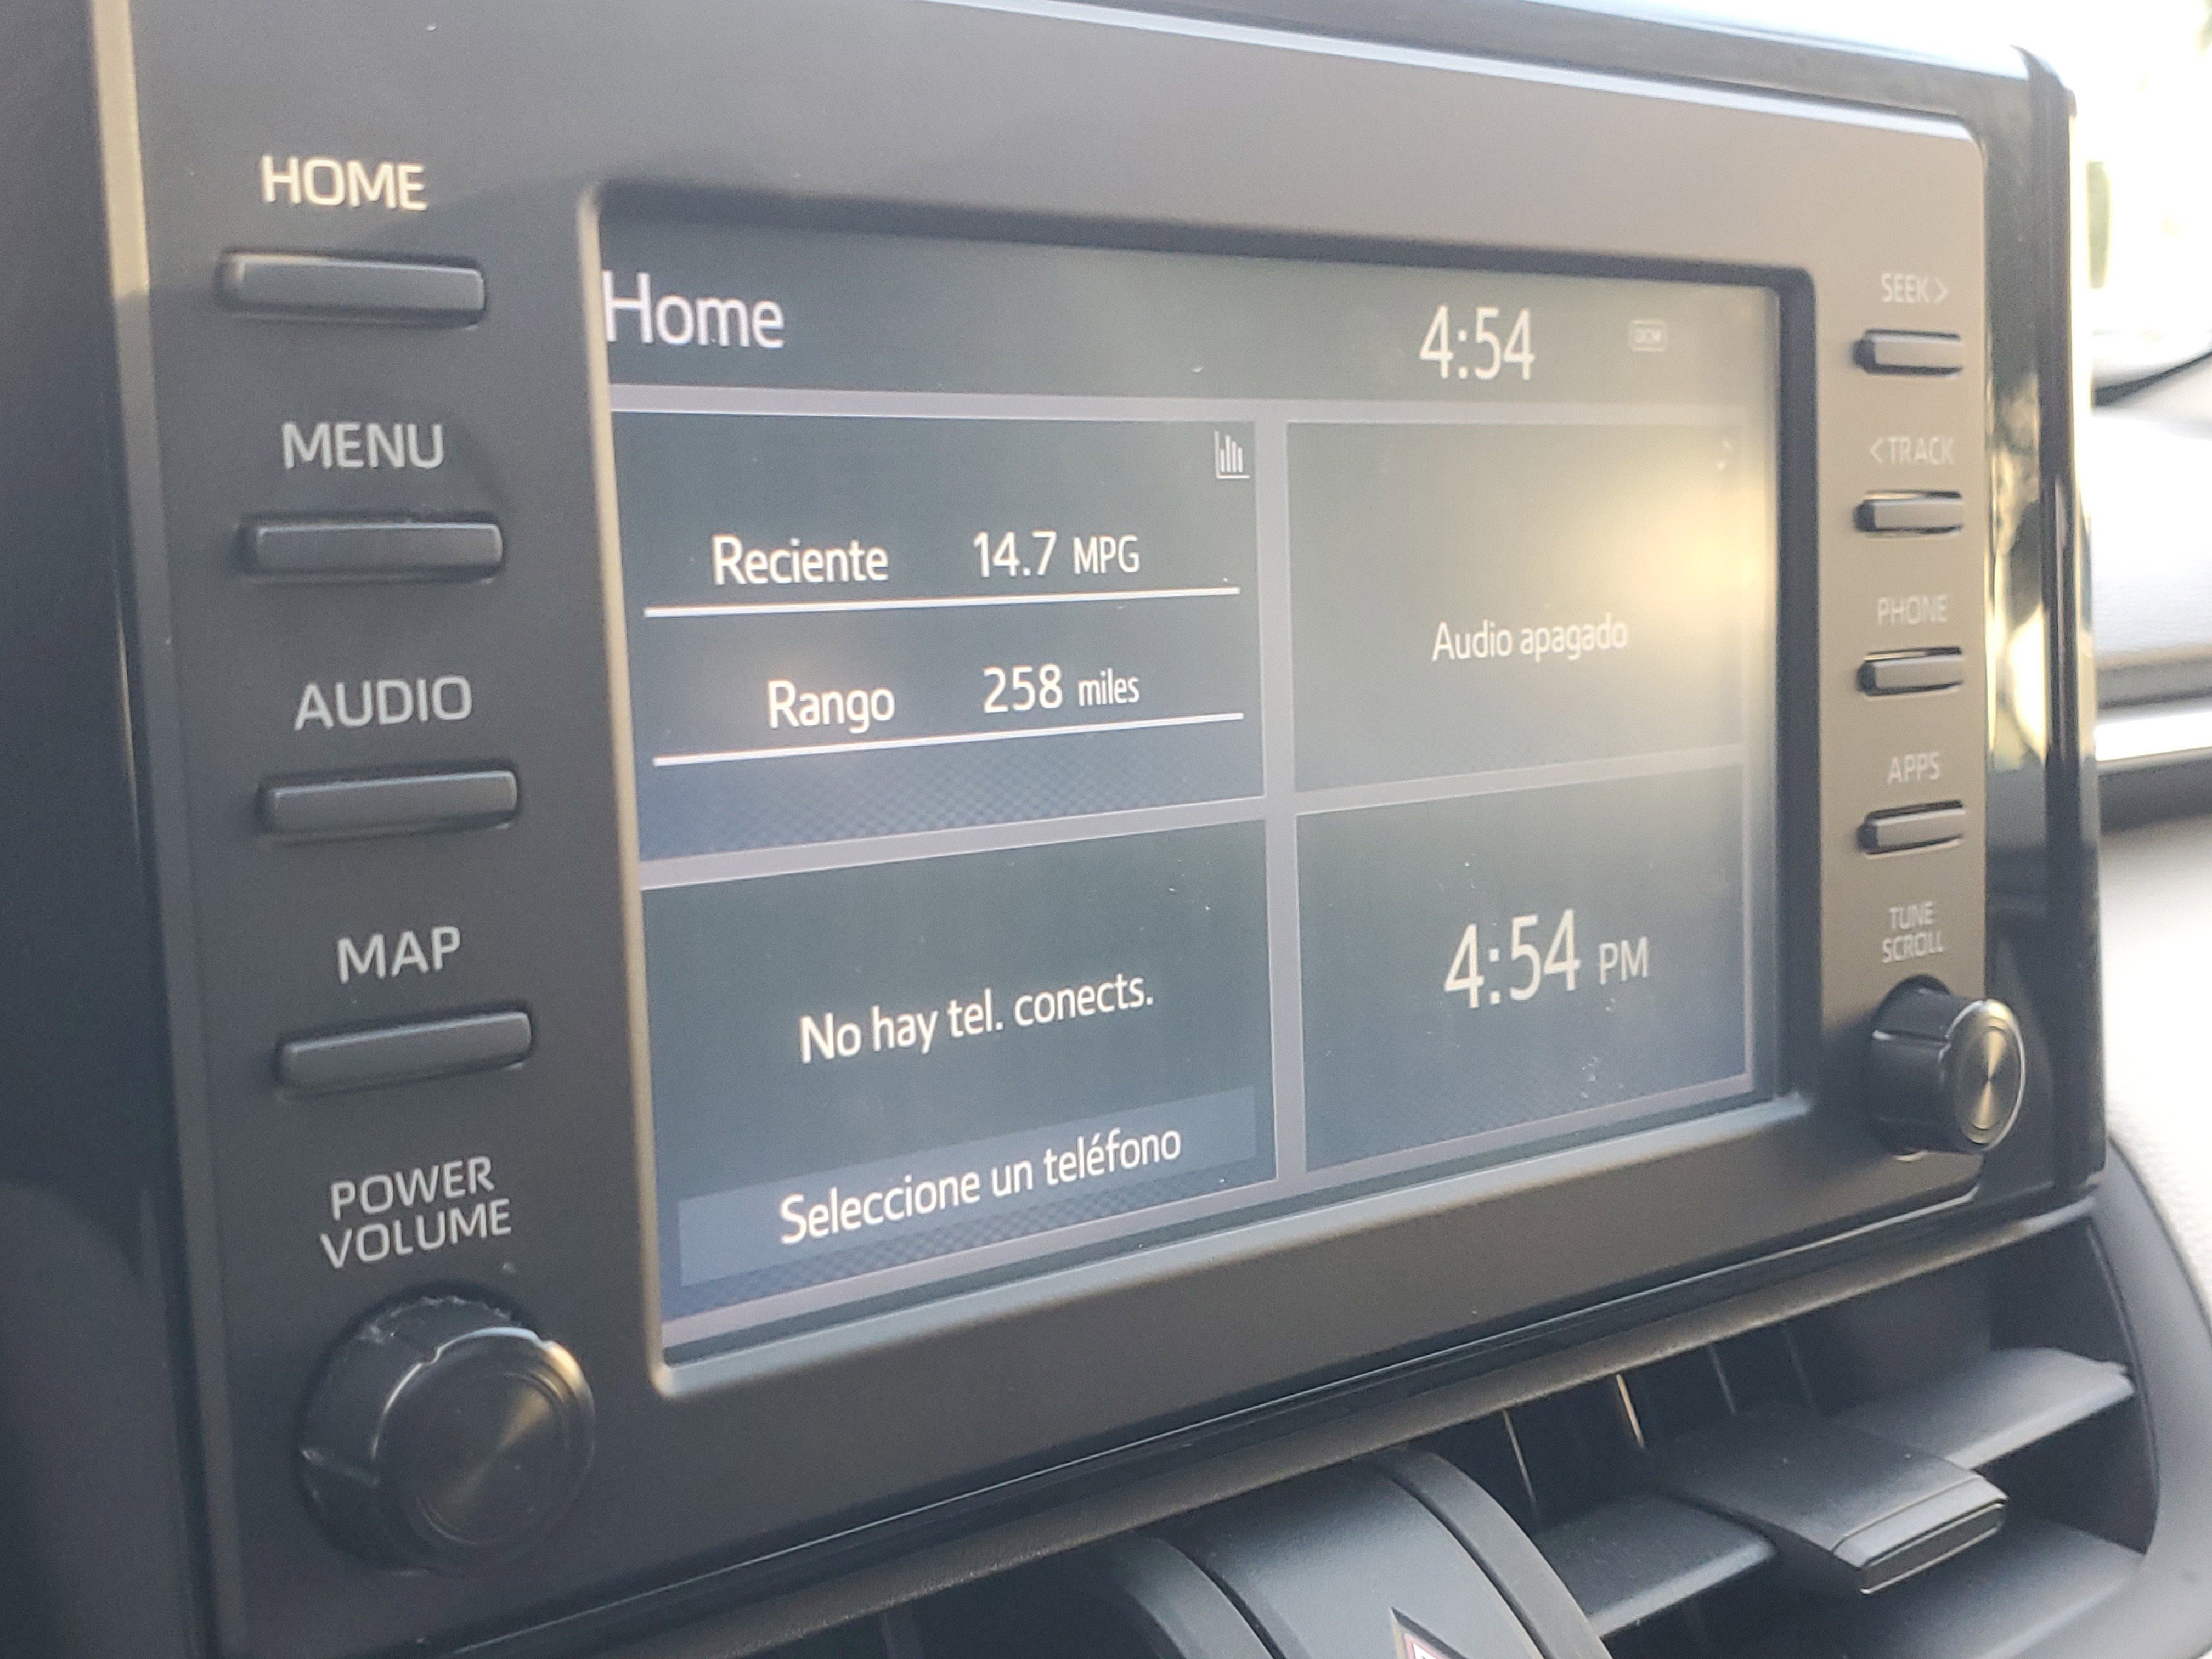 HOME
MENU
AUDIO
MAP
POWER
VOLUME
Home
4:54
DCM
Reciente 14.7 MPG
Rango 258 miles
Audio apagado
No hay tel. conects.
Seleccione un teléfono
4:54 PM
SEEK>
<TRACK
PHONE
APPS
TUNE
SCROLL